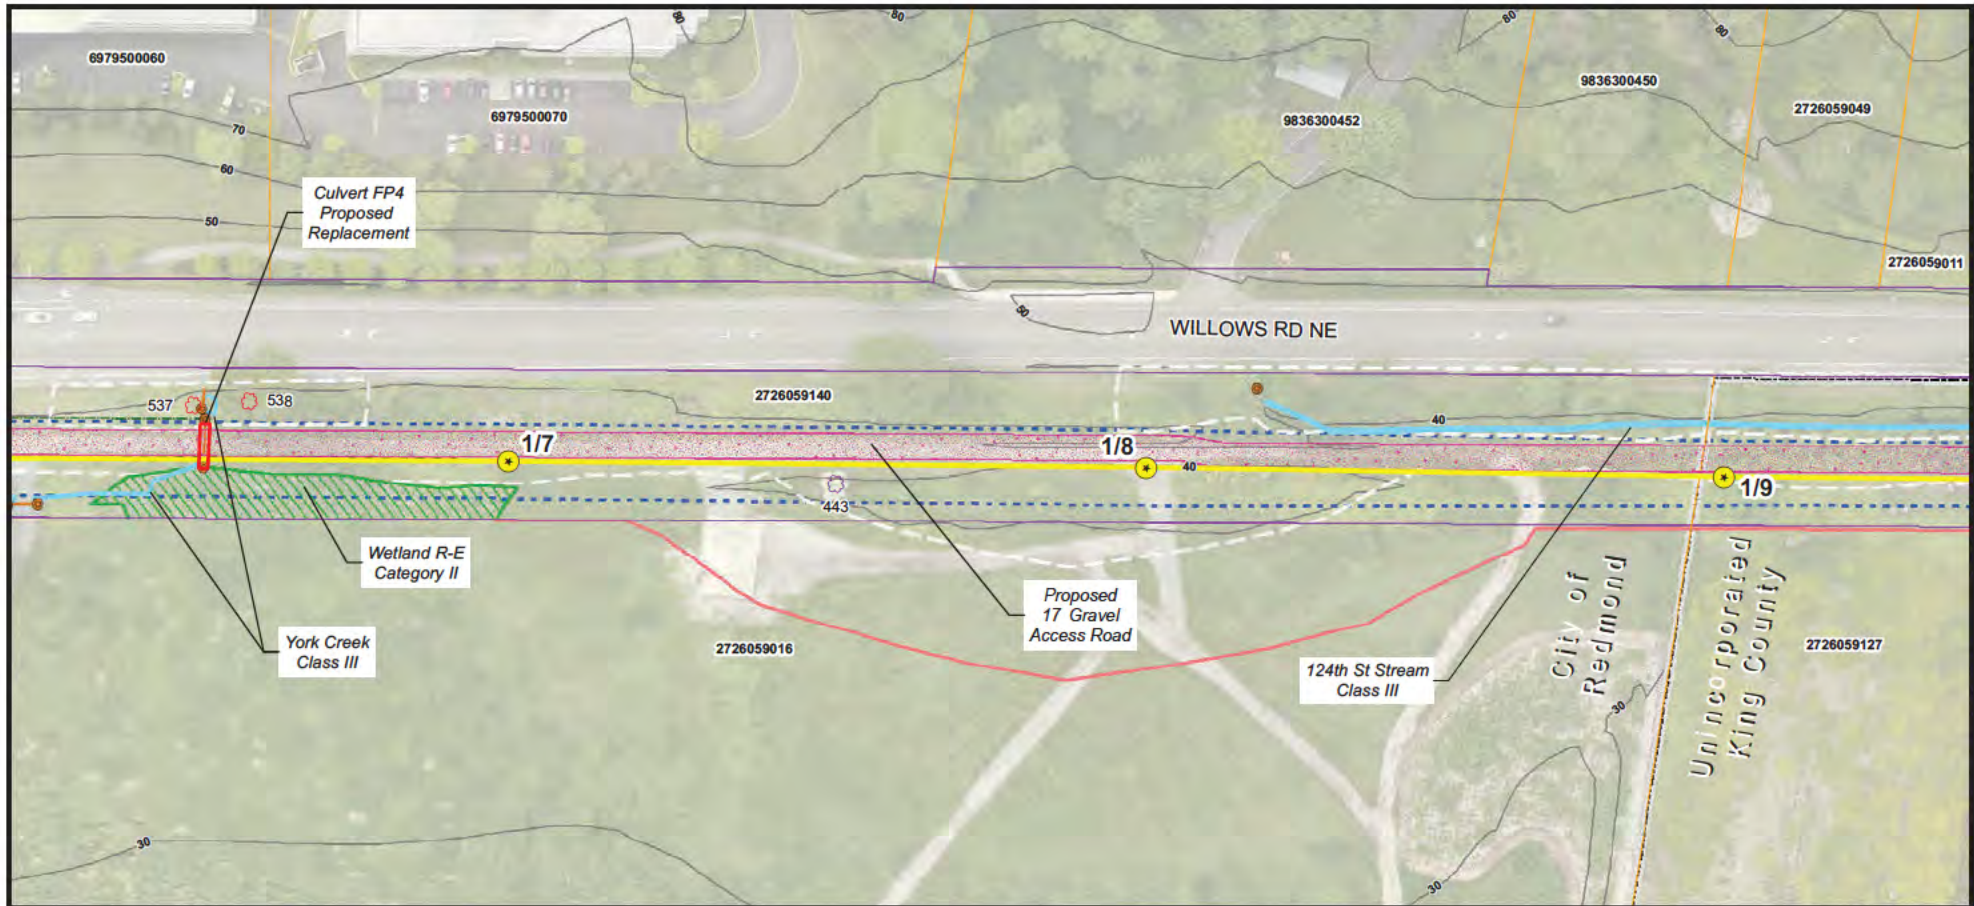 80
80
80
80
6979500060
6979500070
9836300452
9836300450
2726059049
70
60
50
Culvert FP4
Proposed
Replacement
2726059011
50
WILLOWS RD NE
537
538
2726059140
40
1/7
1/8
40
1/9
443
Wetland R-E
Category II
York Creek
Class III
Proposed
17 Gravel
Access Road
2726059016
124th St Stream
Class III
City of
Redmond
Unincorporated
King County
2726059127
30
30
30